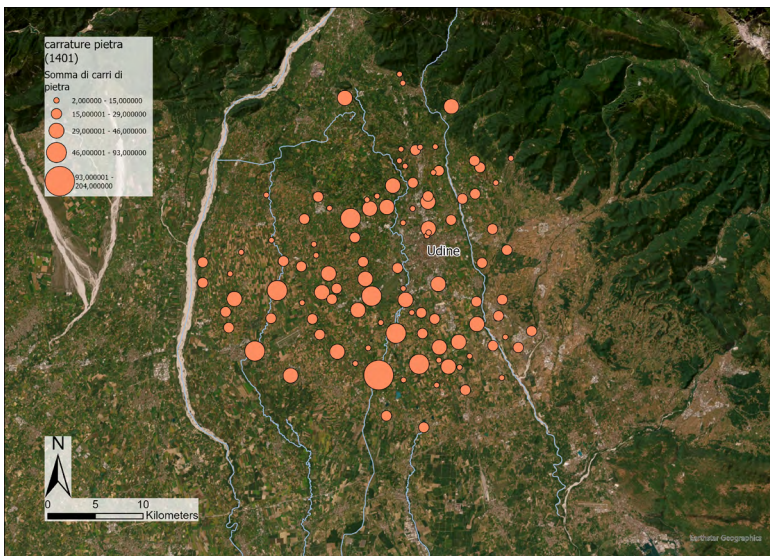 carrature pietra
(1401)
Somma di carri di
pietra
2,000000 - 15,000000
15,000001 - 29,000000
29,000001 - 46,000000
46,000001 - 93,000000
93,000001 -
204,000000
Udine
N
0 5 10
Kilometers
Earthstar Geographics